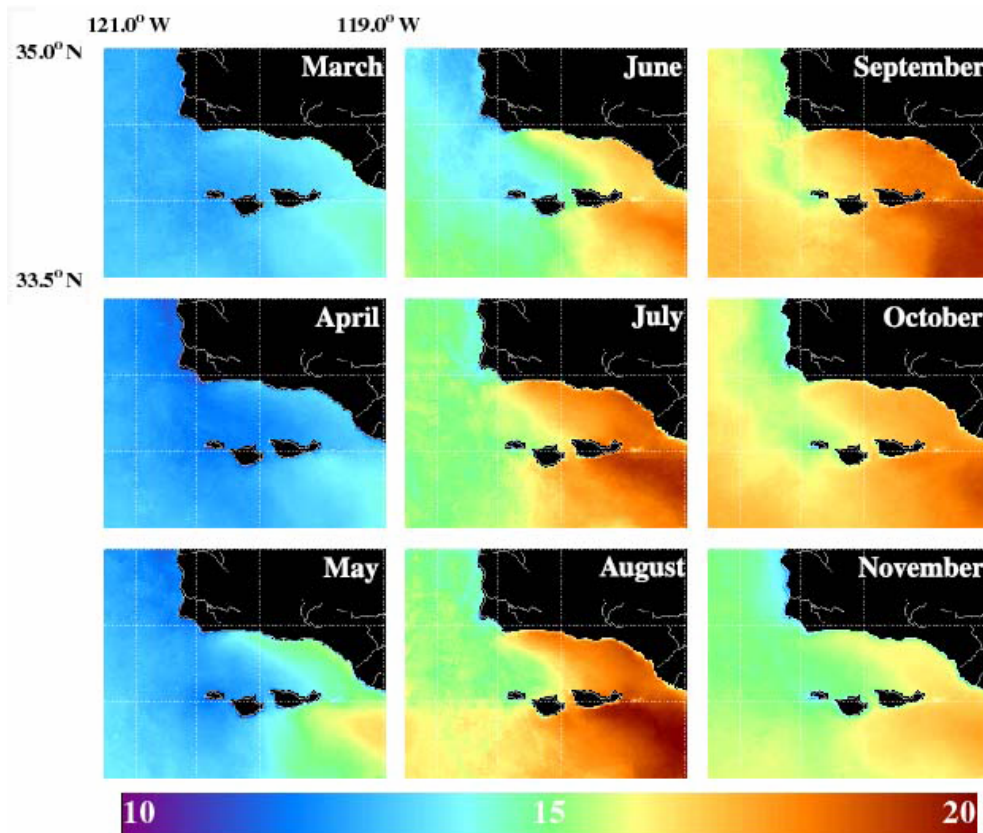 121.0° W 119.0° W
35.0° N
March June September
33.5° N
April July October
May August November
10 15 20